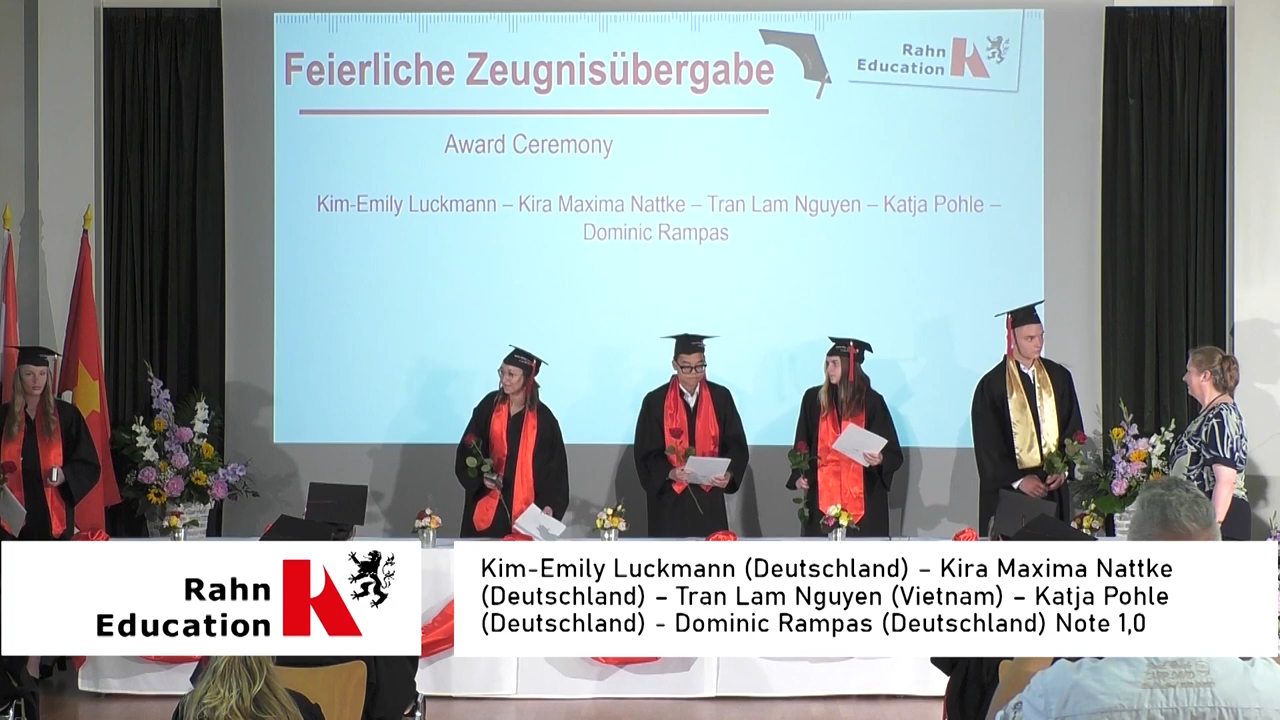 Feierliche Zeugnisübergabe
Rahn
Education
Award Ceremony
Kim-Emily Luckmann – Kira Maxima Nattke – Tran Lam Nguyen – Katja Pohle –
Dominic Rampas
Rahn
Education
Kim-Emily Luckmann (Deutschland) – Kira Maxima Nattke
(Deutschland) – Tran Lam Nguyen (Vietnam) – Katja Pohle
(Deutschland) - Dominic Rampas (Deutschland) Note 1,0